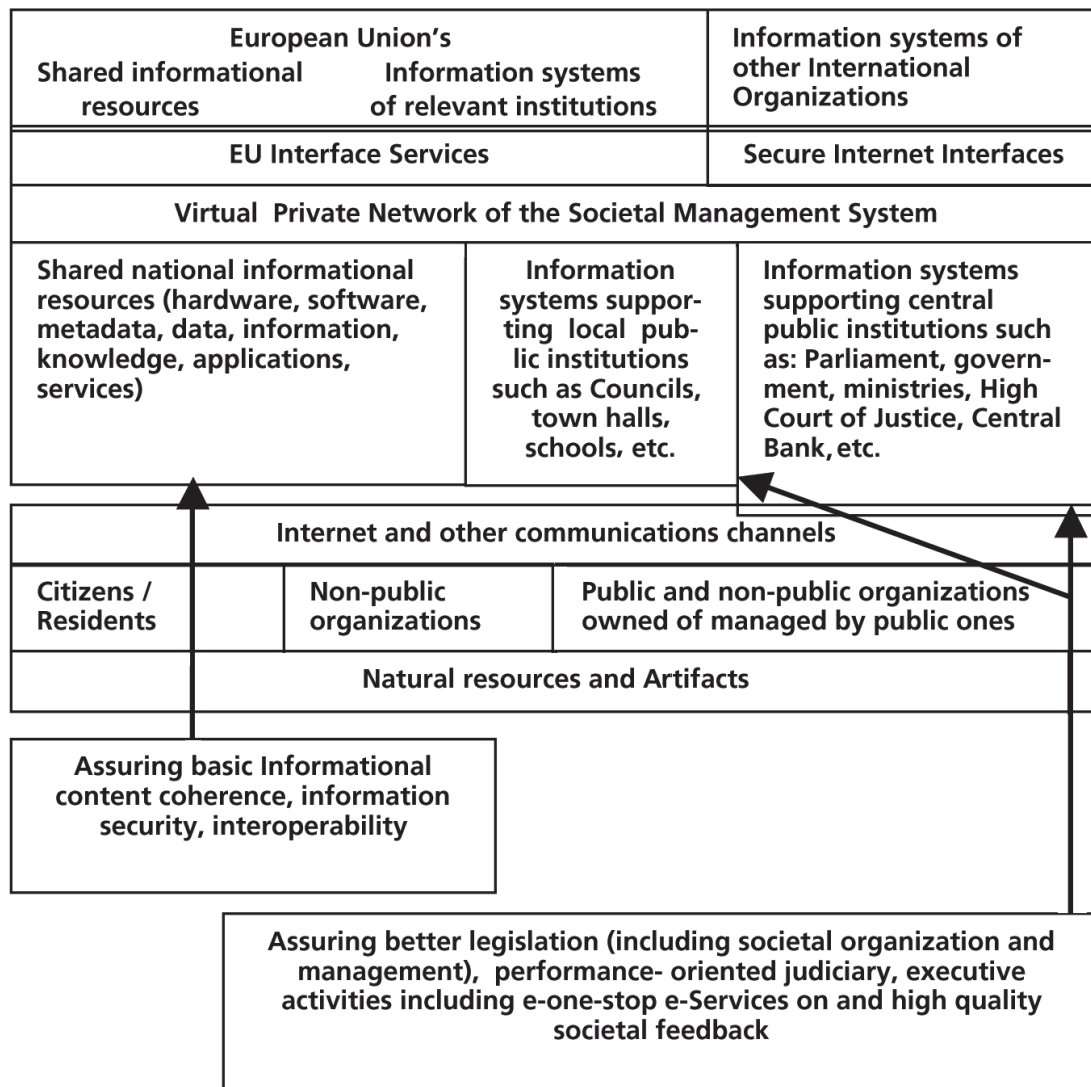 European Union's
Shared informational
resources
Information systems
of relevant institutions
Information systems of
other International
Organizations
EU Interface Services
Secure Internet Interfaces
Virtual Private Network of the Societal Management System
Shared national informational
resources (hardware, software,
metadata, data, information,
knowledge, applications,
services)
Information
systems suppor-
ting local pub-
lic institutions
such as Councils,
town halls,
schools, etc.
Information systems
supporting central
public institutions such
as: Parliament, govern-
ment, ministries, High
Court of Justice, Central
Bank, etc.
Internet and other communications channels
Citizens /
Residents
Non-public
organizations
Public and non-public organizations
owned of managed by public ones
Natural resources and Artifacts
Assuring basic Informational
content coherence, information
security, interoperability
Assuring better legislation (including societal organization and
management), performance- oriented judiciary, executive
activities including e-one-stop e-Services on and high quality
societal feedback